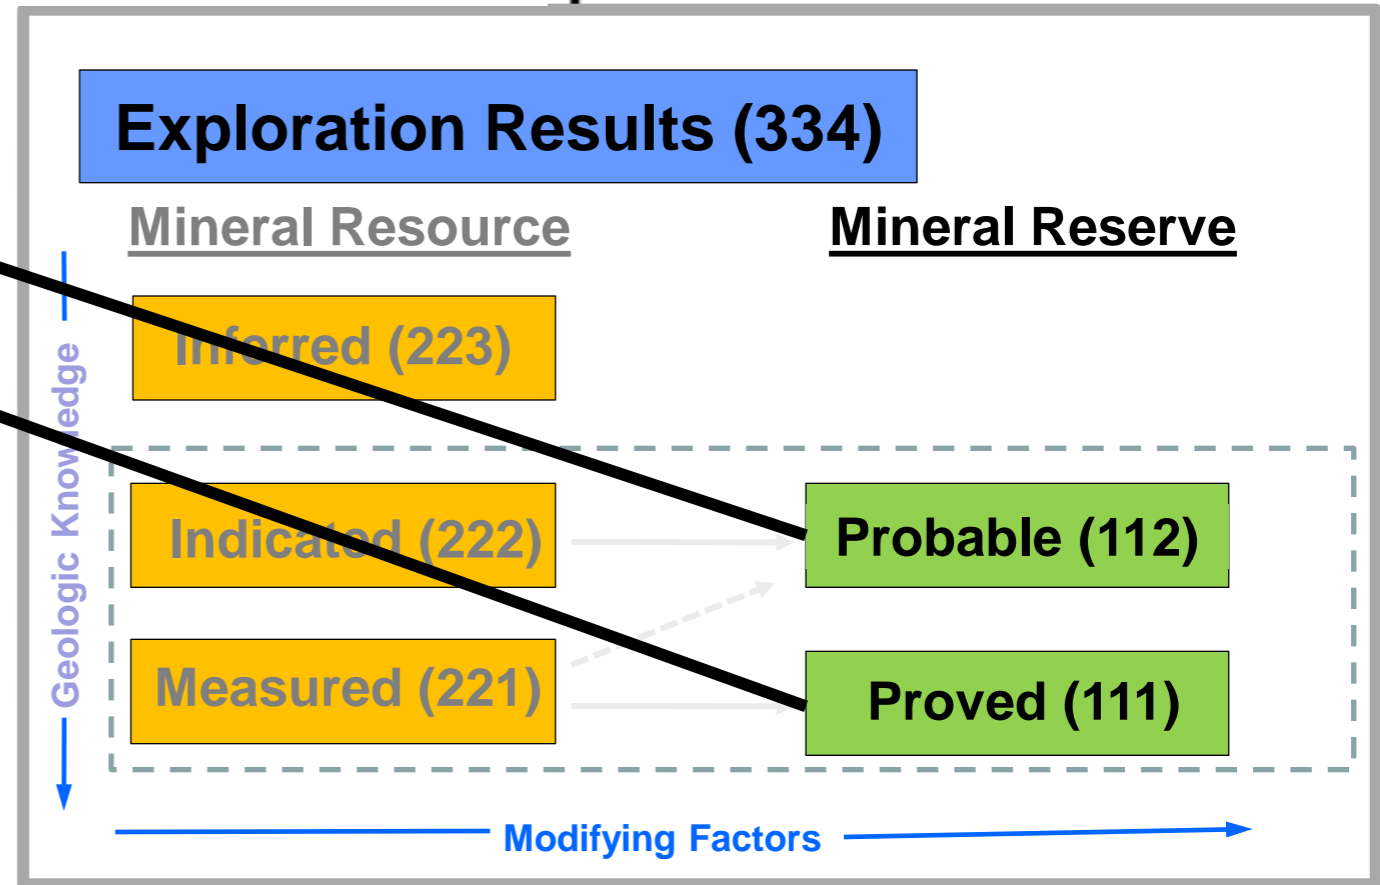 Exploration Results (334)
Mineral Resource
Mineral Reserve
Inferred (223)
Indicated (222)
Probable (112)
Measured (221)
Proved (111)
Geologic Knowledge
Modifying Factors